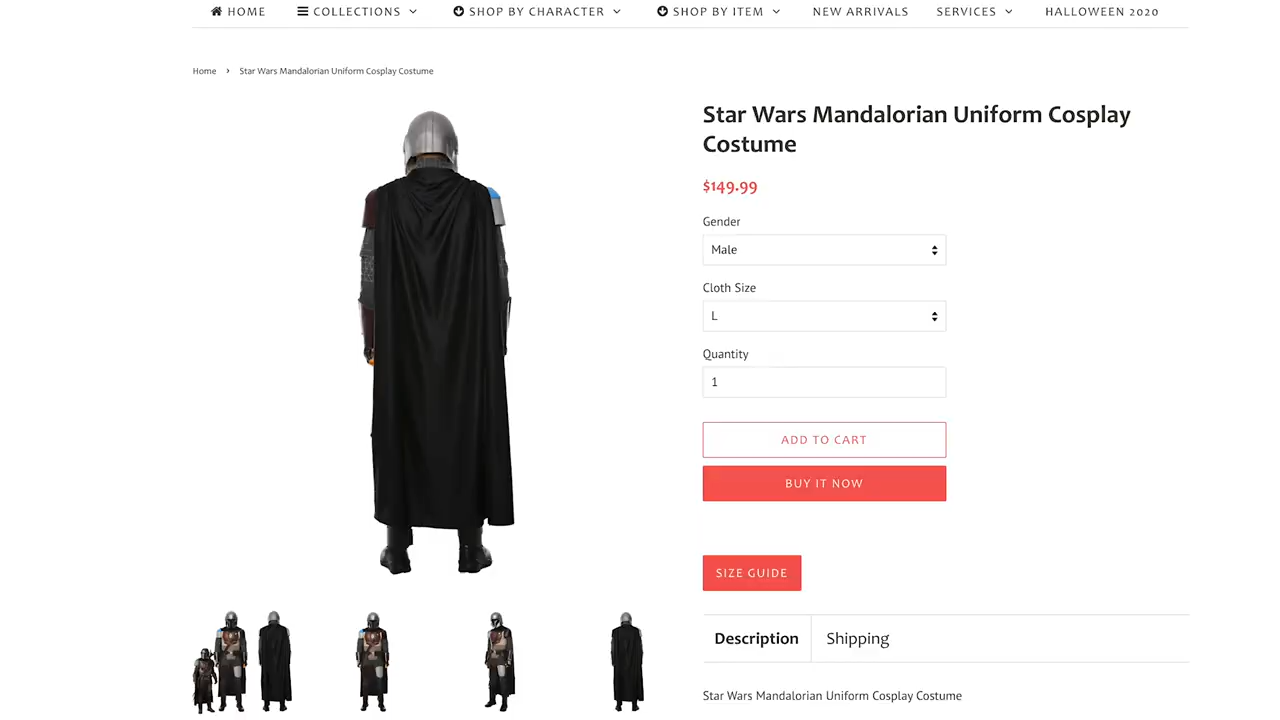 HOME COLLECTIONS SHOP BY CHARACTER SHOP BY ITEM NEW ARRIVALS SERVICES HALLOWEEN 2020
Home › Star Wars Mandalorian Uniform Cosplay Costume
Star Wars Mandalorian Uniform Cosplay
Costume
$149.99
Gender
Male
Cloth Size
L
Quantity
1
ADD TO CART
BUY IT NOW
SIZE GUIDE
Description Shipping
Star Wars Mandalorian Uniform Cosplay Costume